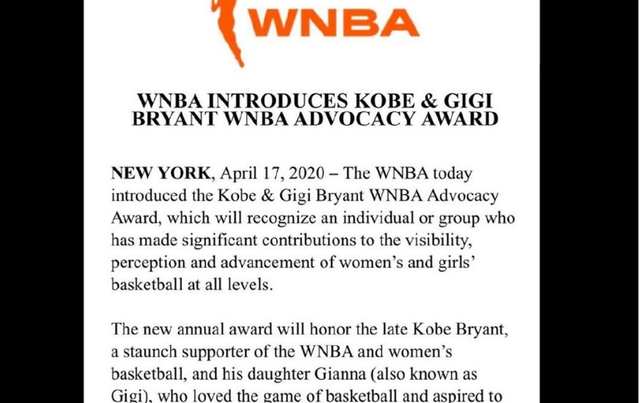 WNBA
WNBA INTRODUCES KOBE & GIGI
BRYANT WNBA ADVOCACY AWARD
NEW YORK, April 17, 2020 – The WNBA today
introduced the Kobe & Gigi Bryant WNBA Advocacy
Award, which will recognize an individual or group who
has made significant contributions to the visibility,
perception and advancement of women’s and girls’
basketball at all levels.
The new annual award will honor the late Kobe Bryant,
a staunch supporter of the WNBA and women’s
basketball, and his daughter Gianna (also known as
Gigi), who loved the game of basketball and aspired to